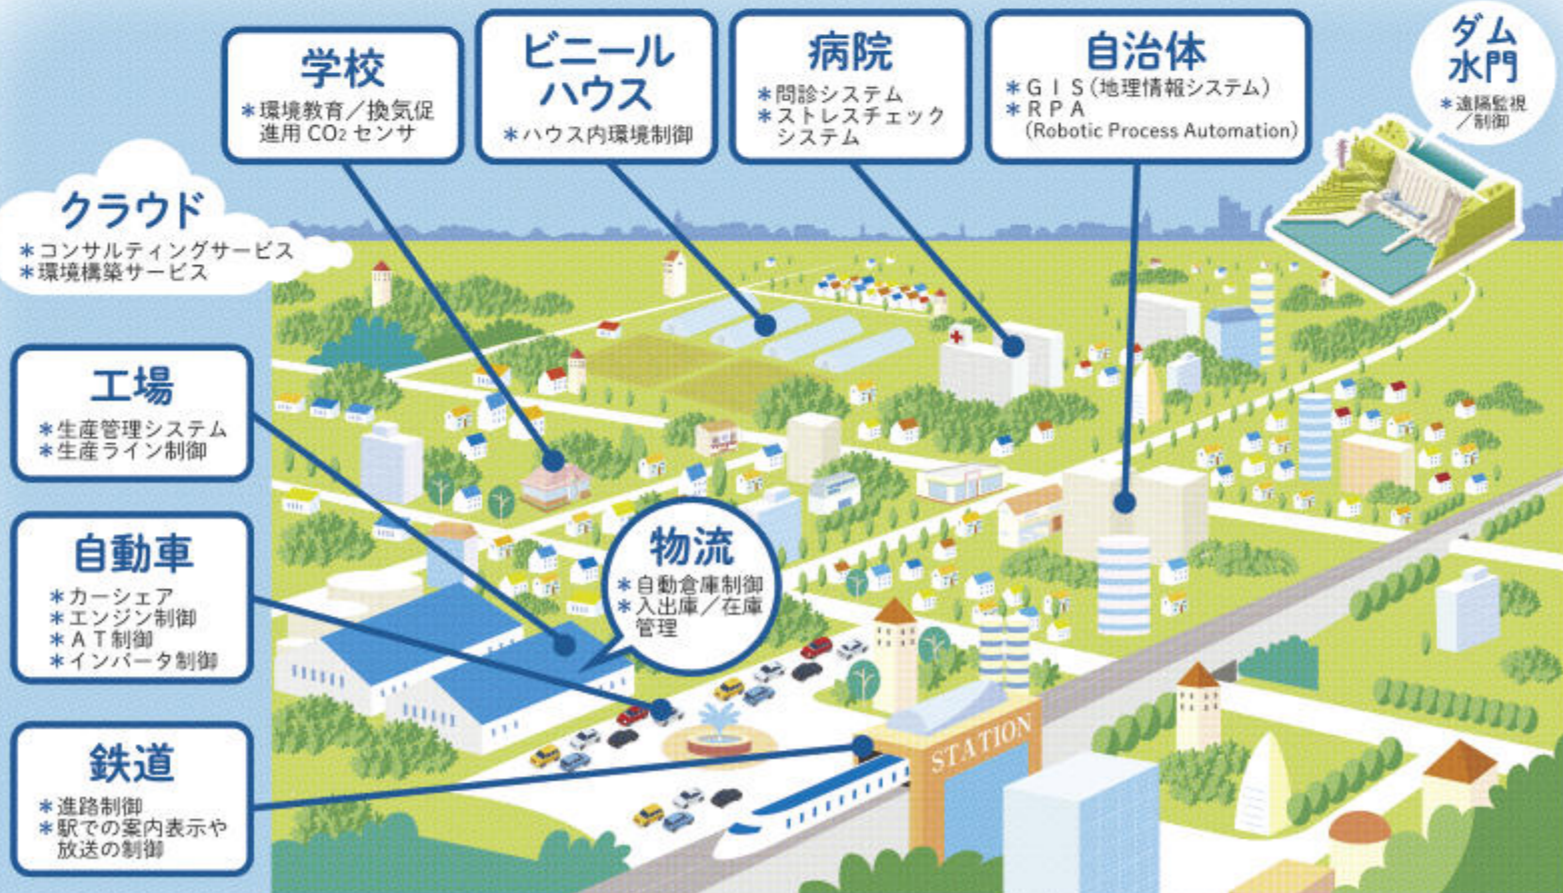 学校
＊環境教育／換気促
進用 CO₂ センサ
ビニール
ハウス
＊ハウス内環境制御
病院
＊問診システム
＊ストレスチェック
システム
自治体
＊ＧＩＳ(地理情報システム)
＊ＲＰＡ
(Robotic Process Automation)
ダム
水門
＊遠隔監視
／制御
クラウド
＊コンサルティングサービス
＊環境構築サービス
工場
＊生産管理システム
＊生産ライン制御
自動車
＊カーシェア
＊エンジン制御
＊ＡＴ制御
＊インバータ制御
物流
＊自動倉庫制御
＊入出庫／在庫
管理
鉄道
＊進路制御
＊駅での案内表示や
放送の制御
STATION